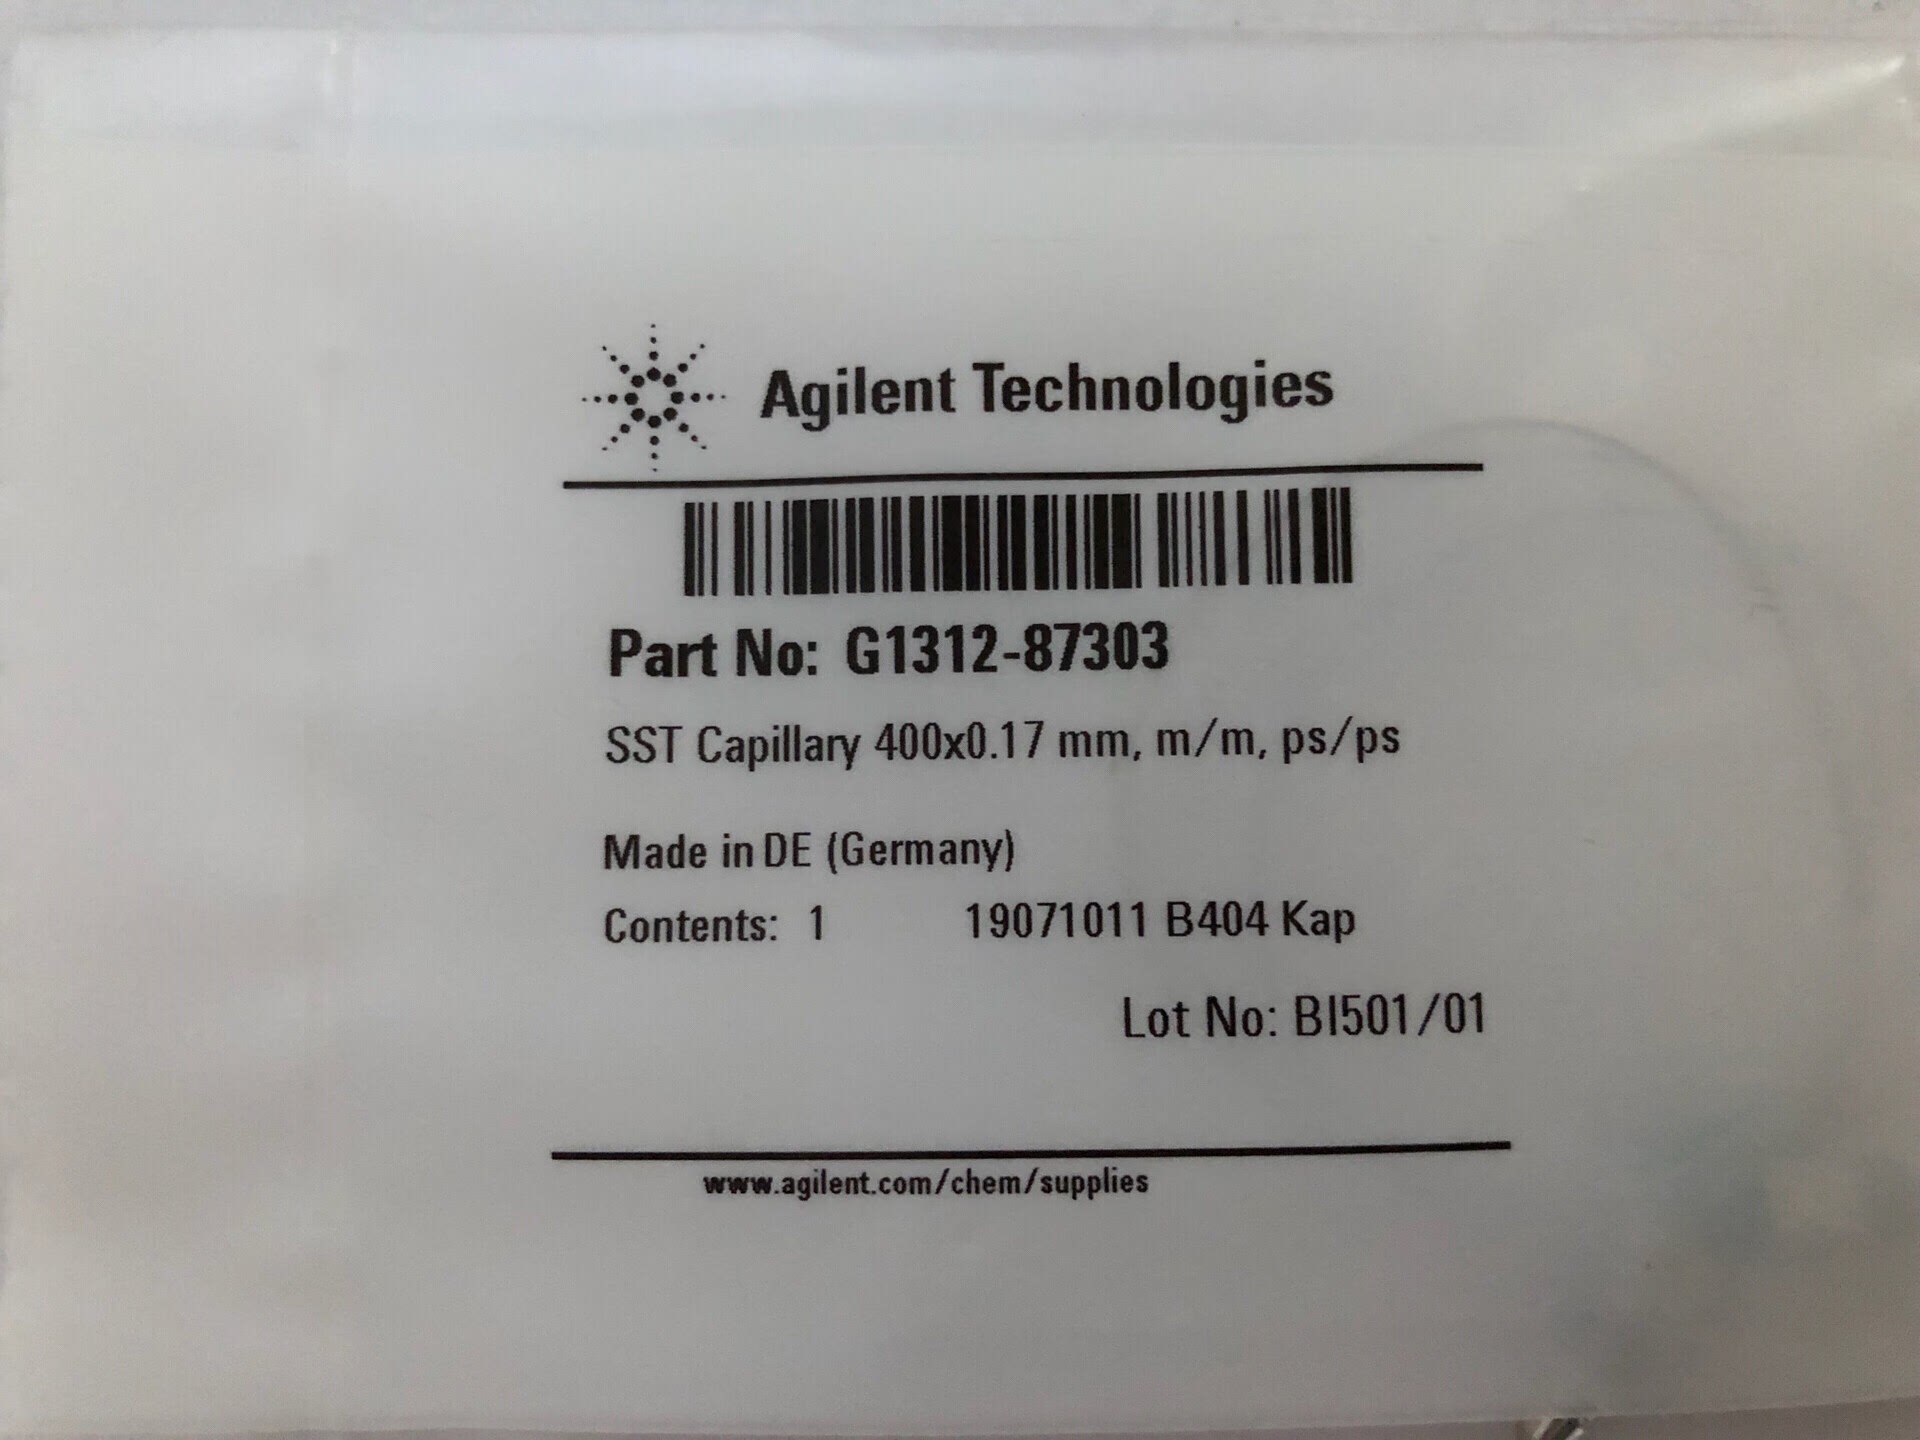 Agilent Technologies
Part No: G1312-87303
SST Capillary 400x0.17 mm, m/m, ps/ps
Made in DE (Germany)
Contents: 1 19071011 B404 Kap
Lot No: BI501/01
www.agilent.com/chem/supplies